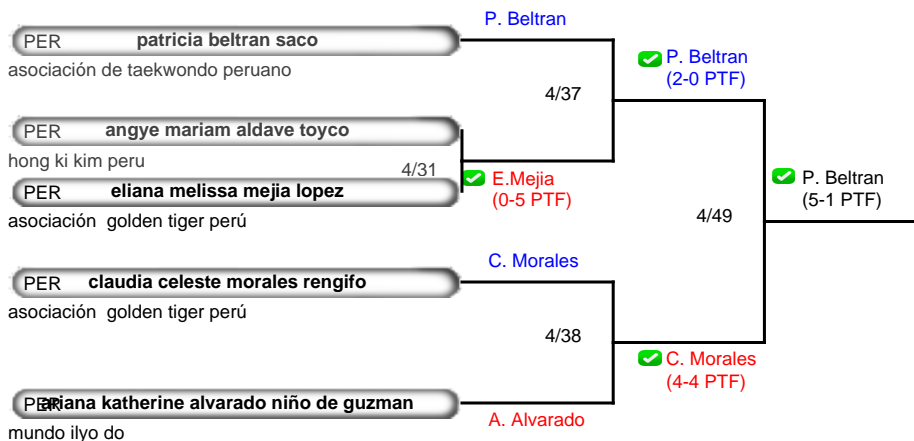 P. Beltran
PER patricia beltran saco
asociación de taekwondo peruano
P. Beltran
(2-0 PTF)
4/37
PER angye mariam aldave toyco
hong ki kim peru
4/31
E.Mejia
(0-5 PTF)
PER eliana melissa mejia lopez
asociación golden tiger perú
P. Beltran
(5-1 PTF)
4/49
C. Morales
PER claudia celeste morales rengifo
asociación golden tiger perú
4/38
C. Morales
(4-4 PTF)
PER ariana katherine alvarado niño de guzman
A. Alvarado
mundo ilyo do